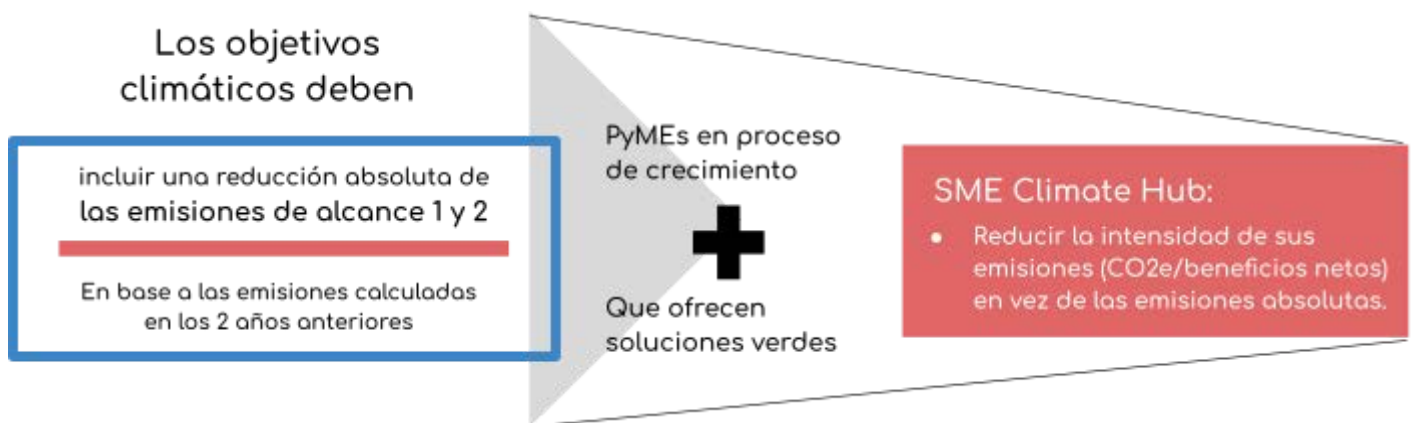 Los objetivos
climáticos deben
incluir una reducción absoluta de
las emisiones de alcance 1 y 2
En base a las emisiones calculadas
en los 2 años anteriores
PyMEs en proceso
de crecimiento
Que ofrecen
soluciones verdes
SME Climate Hub:
● Reducir la intensidad de sus
emisiones (CO2e/beneficios netos)
en vez de las emisiones absolutas.